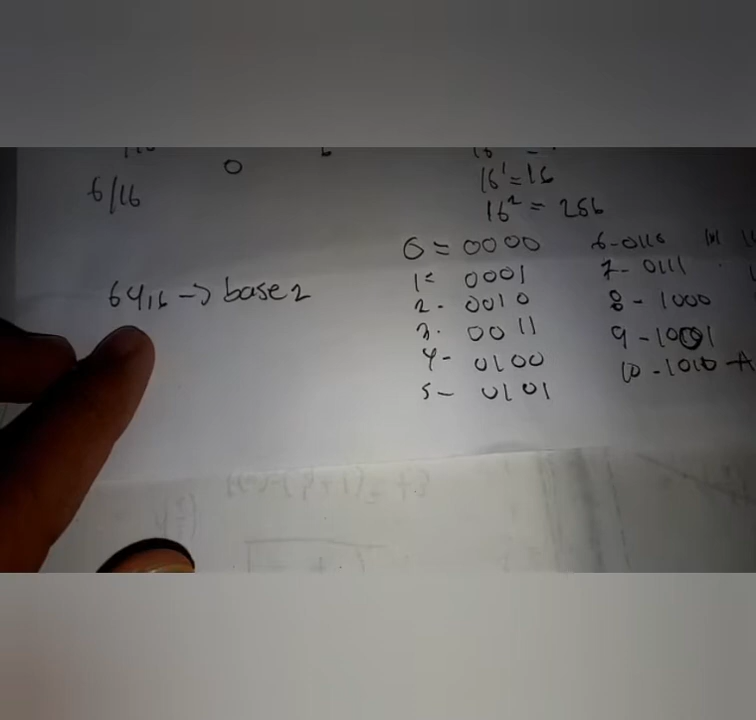 6/16
0
16¹=16
16² = 256
0 = 0000 6-0110
1= 0001 7- 0111
64₁₆ -> base 2
2- 0010 8 - 1000
3. 0011 9 - 1001
4- 0100 10 -1010 -A
5- 0101